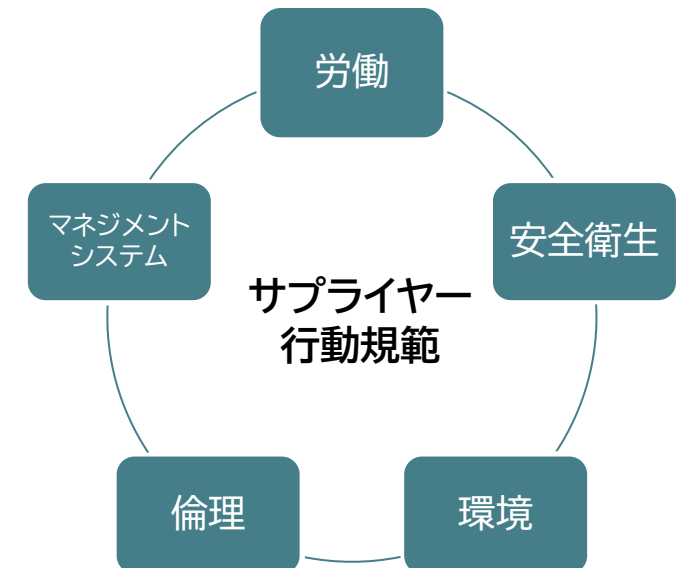 労働
安全衛生
マネジメント
システム
サプライヤー
行動規範
倫理
環境